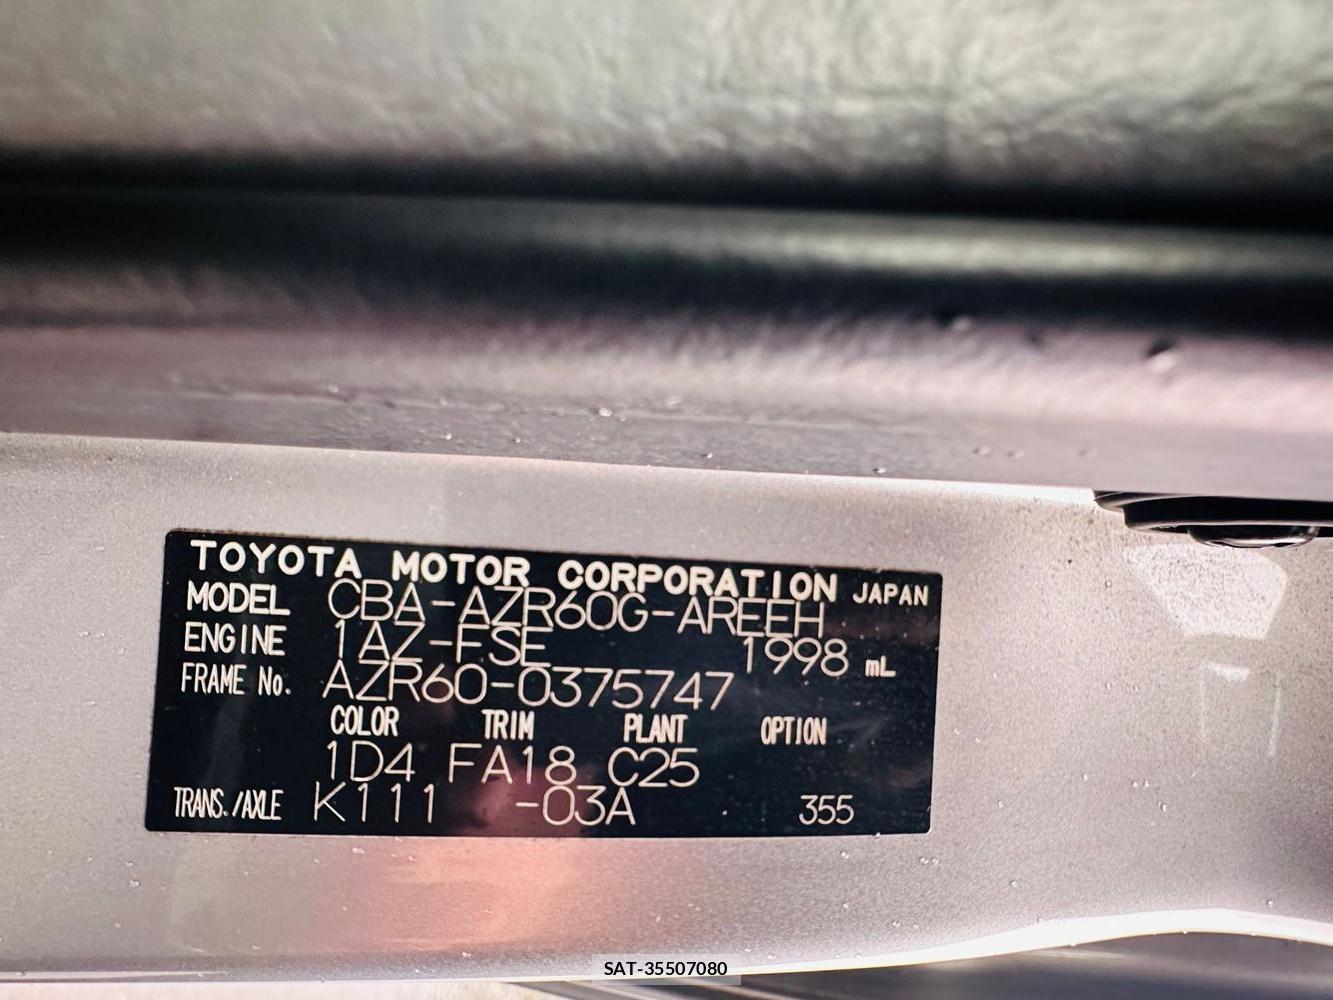 TOYOTA MOTOR CORPORATION JAPAN
MODEL CBA-AZR60G-AREEH
ENGINE 1AZ-FSE 1998 mL
FRAME No. AZR60-0375747
COLOR TRIM PLANT OPTION
1D4 FA18 C25
TRANS./AXLE K111 -03A 355
SAT-35507080